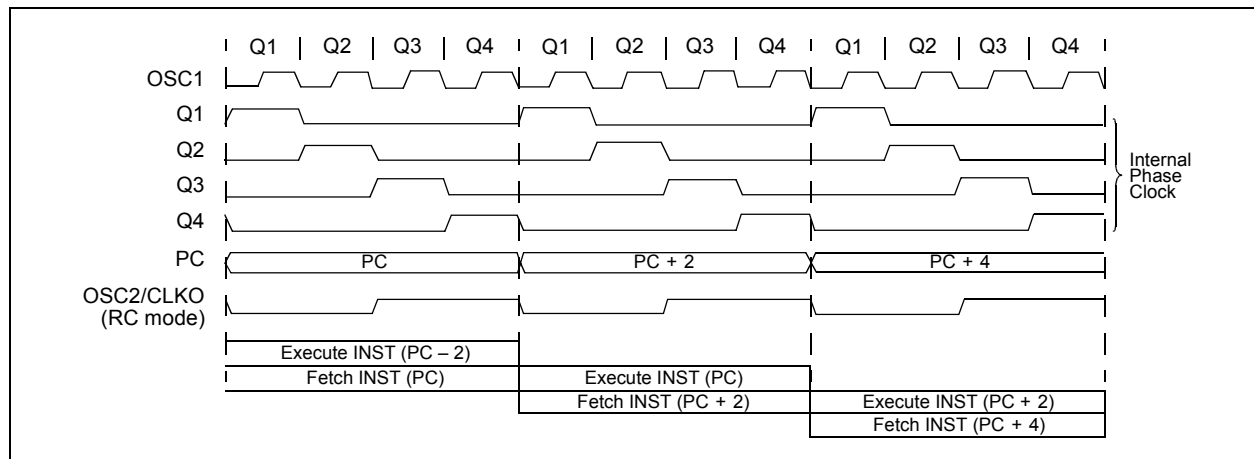 Q1 Q2 Q3 Q4 Q1 Q2 Q3 Q4 Q1 Q2 Q3 Q4
OSC1
Q1
Q2
Q3
Q4
Internal
Phase
Clock
PC PC PC + 2 PC + 4
OSC2/CLKO
(RC mode)
Execute INST (PC – 2)
Fetch INST (PC) Execute INST (PC)
Fetch INST (PC + 2) Execute INST (PC + 2)
Fetch INST (PC + 4)